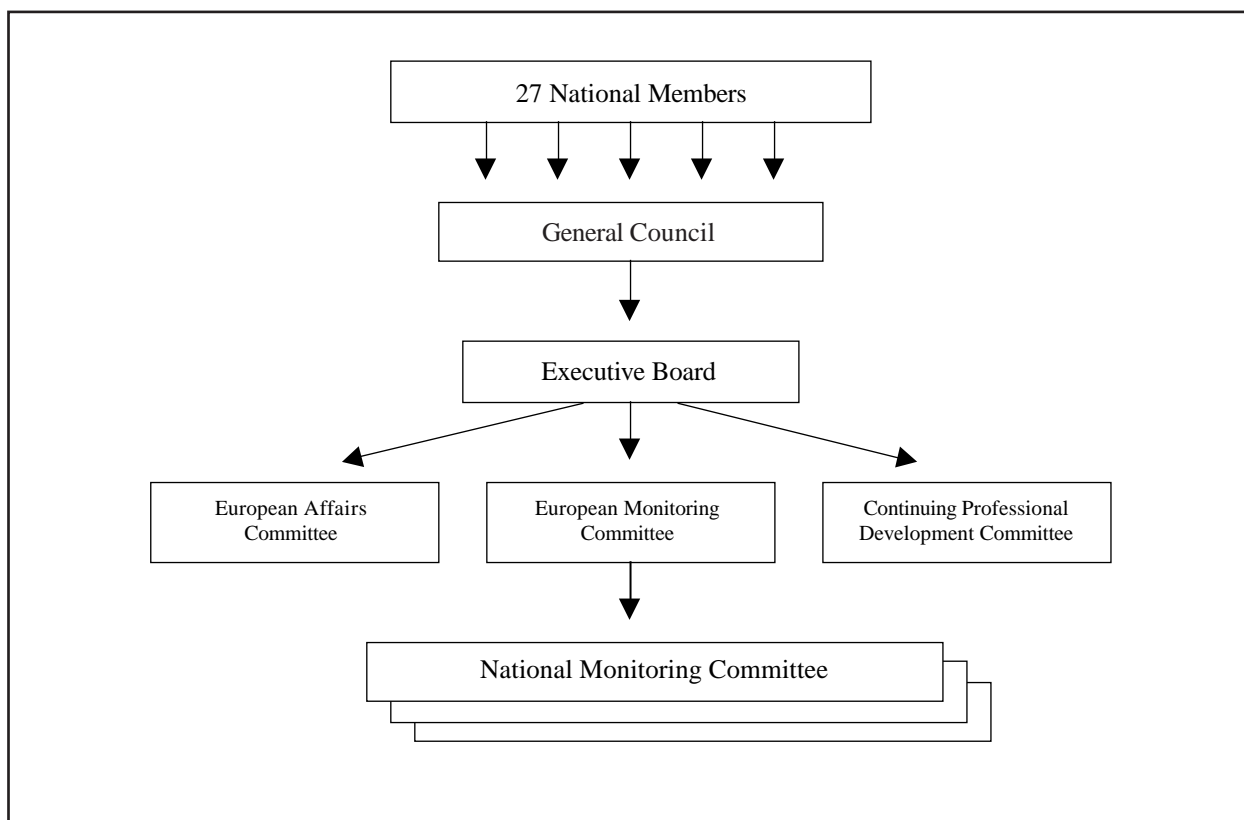 27 National Members
General Council
Executive Board
European Affairs
Committee
European Monitoring
Committee
Continuing Professional
Development Committee
National Monitoring Committee